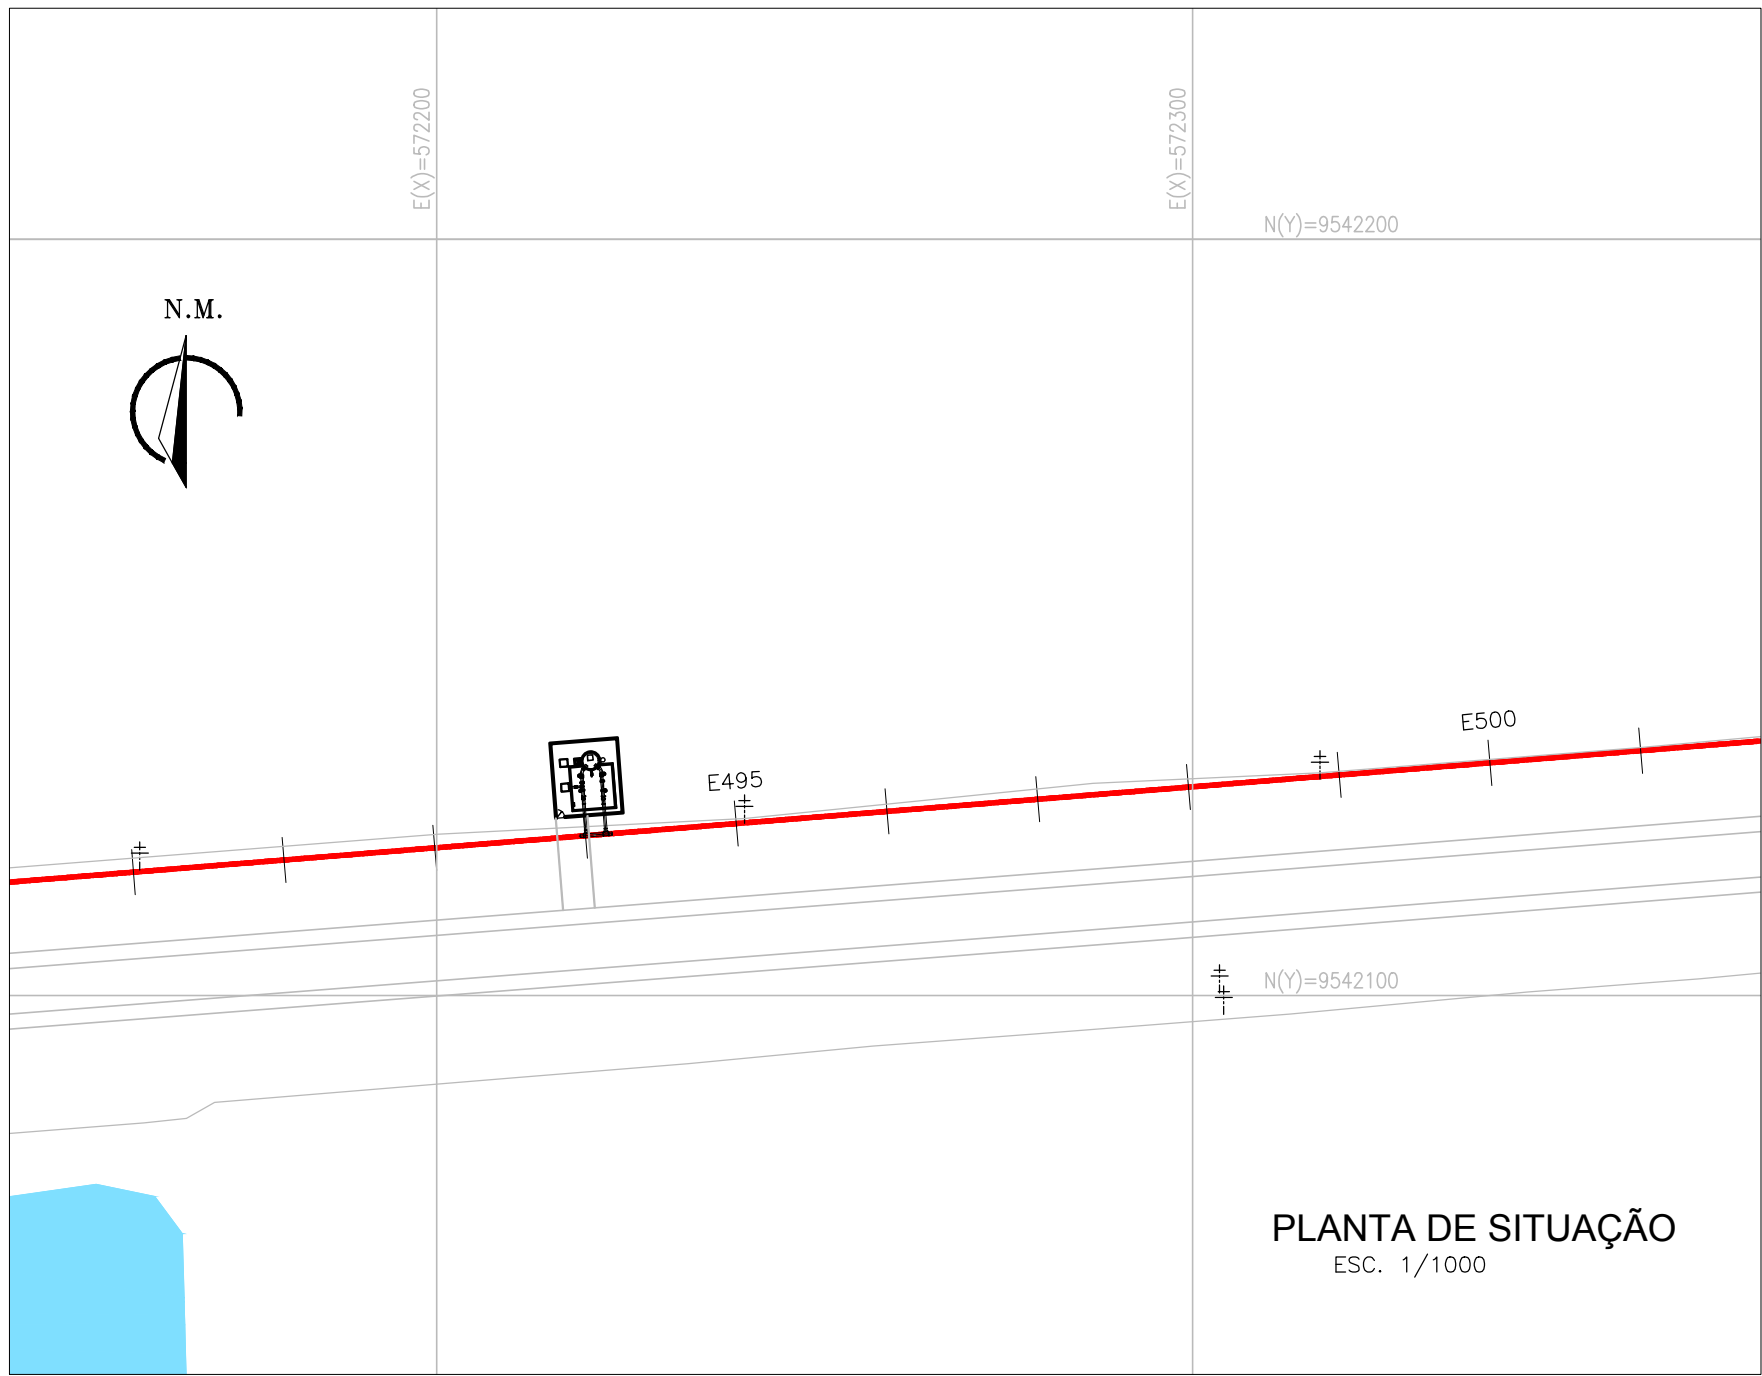 E(X)=572200
E(X)=572300
N(Y)=9542200
N.M.
E500
E495
N(Y)=9542100
PLANTA DE SITUAÇÃO
ESC. 1/1000